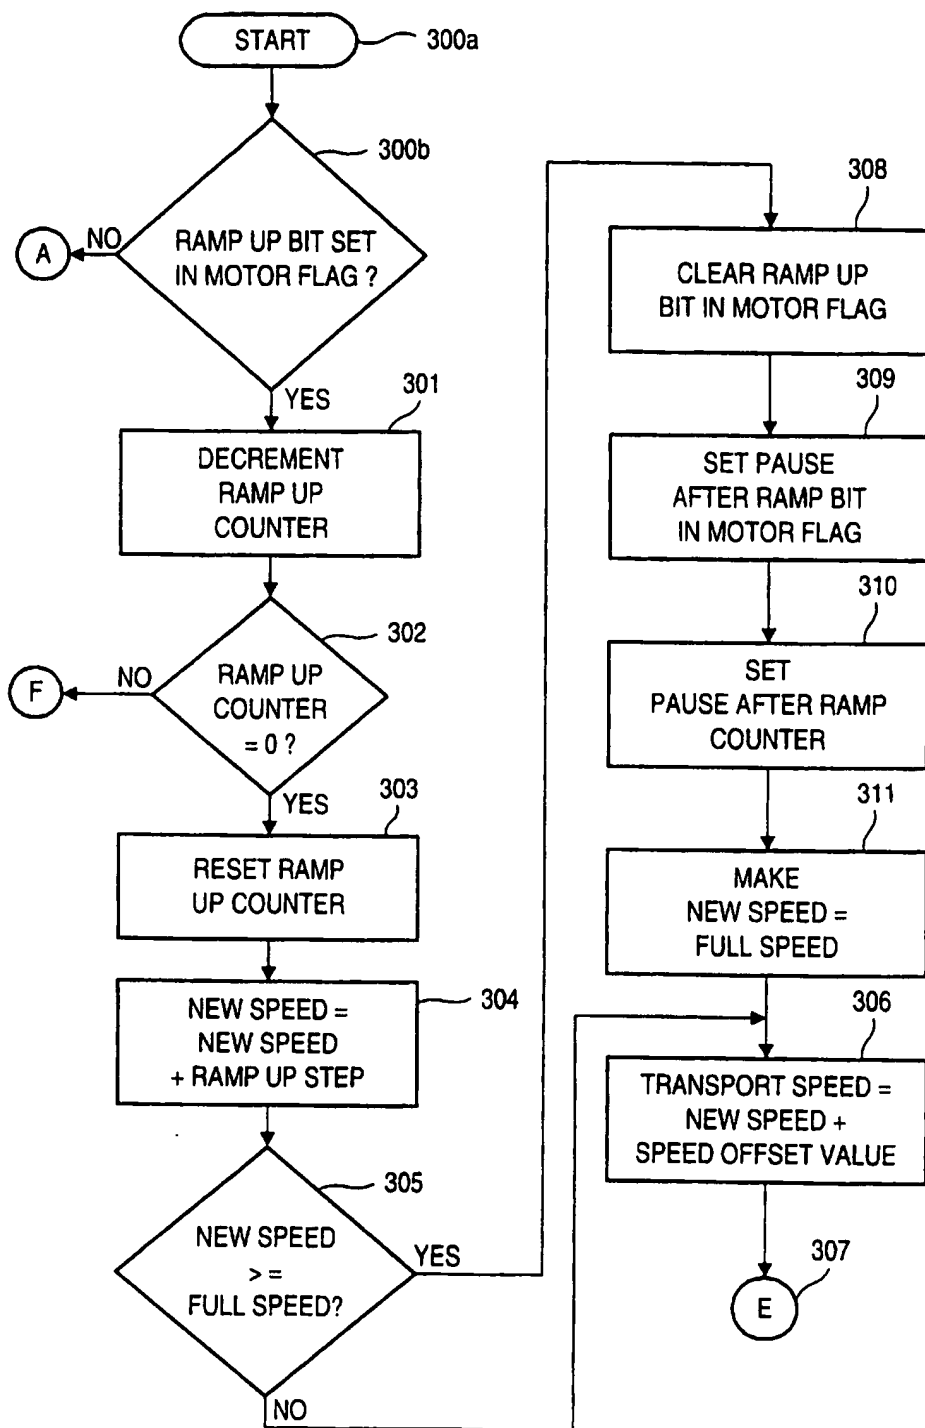 START
300a
300b
RAMP UP BIT SET
IN MOTOR FLAG ?
NO
A
YES
301
DECREMENT
RAMP UP
COUNTER
302
RAMP UP
COUNTER
= 0 ?
NO
F
YES
303
RESET RAMP
UP COUNTER
304
NEW SPEED =
NEW SPEED
+ RAMP UP STEP
305
NEW SPEED
> =
FULL SPEED?
YES
NO
308
CLEAR RAMP UP
BIT IN MOTOR FLAG
309
SET PAUSE
AFTER RAMP BIT
IN MOTOR FLAG
310
SET
PAUSE AFTER RAMP
COUNTER
311
MAKE
NEW SPEED =
FULL SPEED
306
TRANSPORT SPEED =
NEW SPEED +
SPEED OFFSET VALUE
307
E